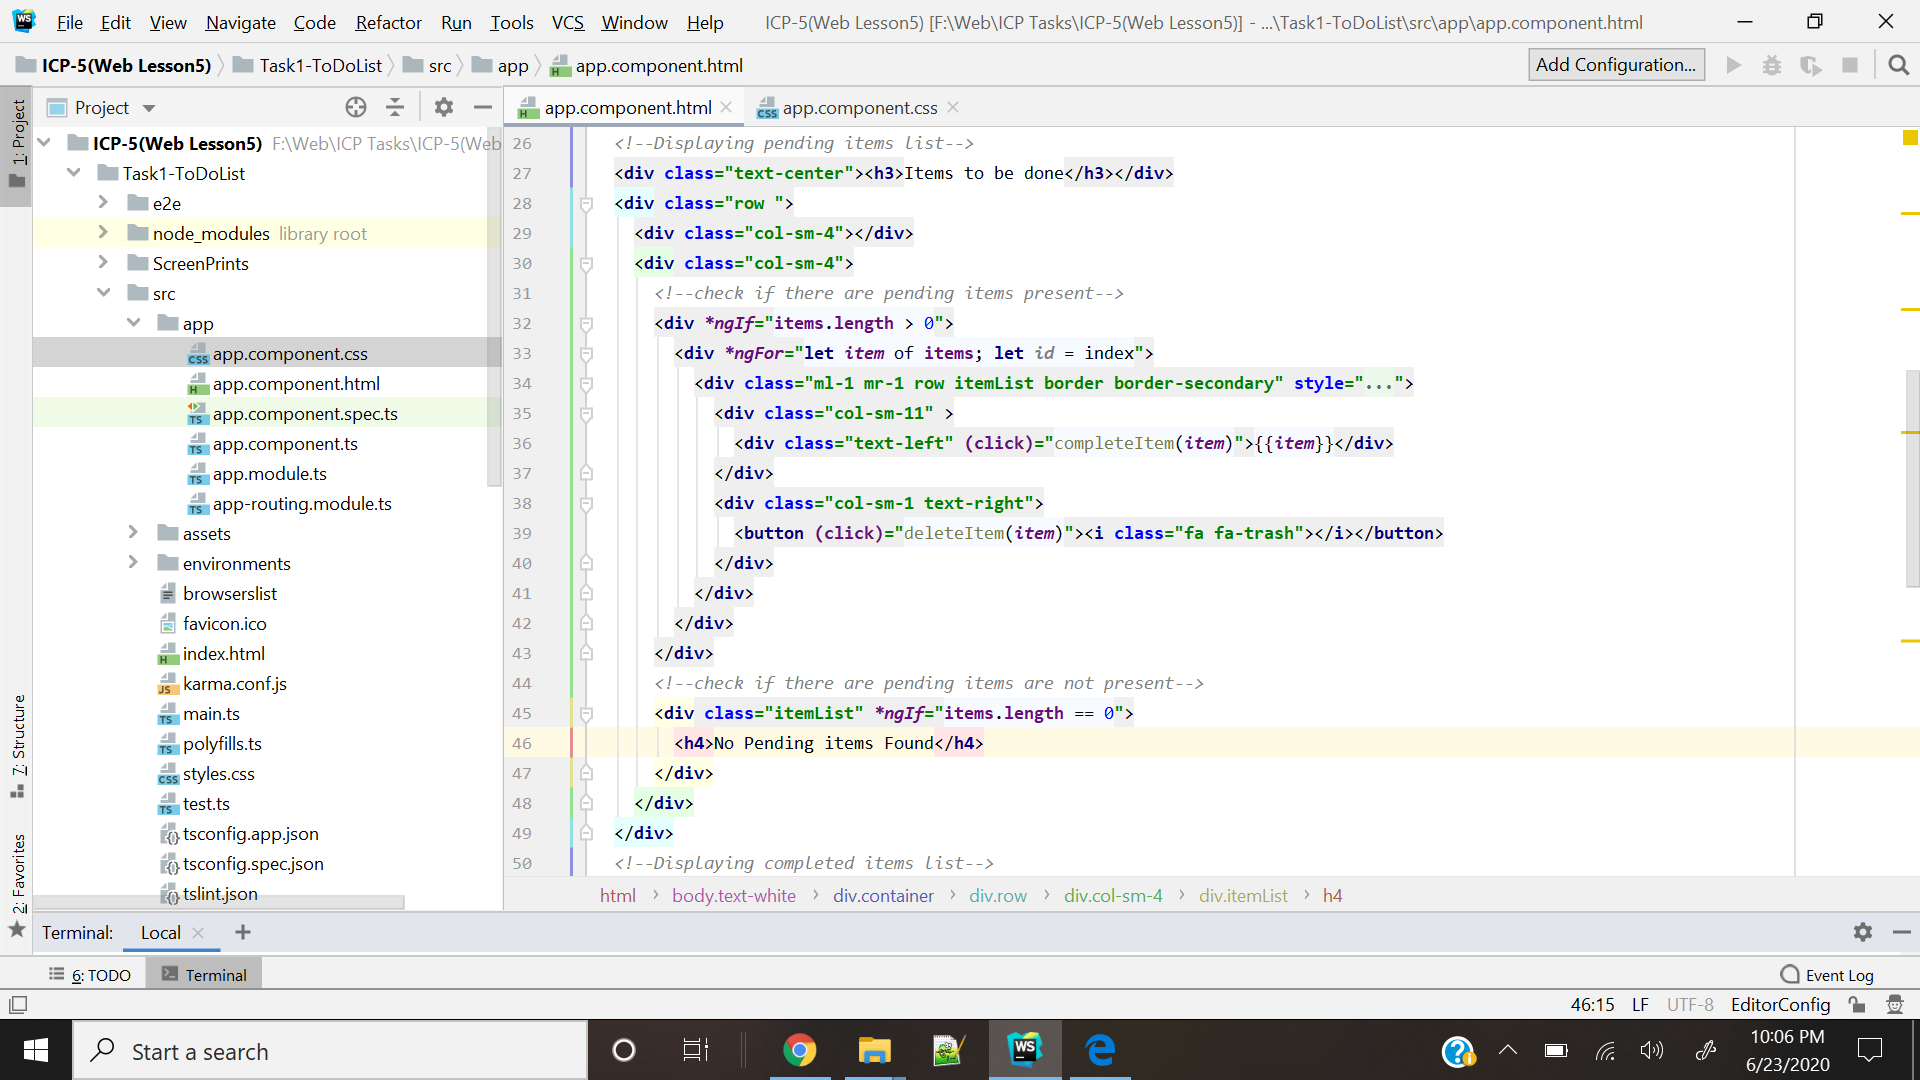 File Edit View Navigate Code Refactor Run Tools VCS Window Help ICP-5(Web Lesson5) [F:\Web\ICP Tasks\ICP-5(Web Lesson5)] - ...\Task1-ToDoList\src\app\app.component.html
ICP-5(Web Lesson5) Task1-ToDoList src app app.component.html Add Configuration...
1: Project
7: Structure
2: Favorites
Project
ICP-5(Web Lesson5) F:\Web\ICP Tasks\ICP-5(Web
Task1-ToDoList
e2e
node_modules library root
ScreenPrints
src
app
app.component.css
app.component.html
app.component.spec.ts
app.component.ts
app.module.ts
app-routing.module.ts
assets
environments
browserslist
favicon.ico
index.html
karma.conf.js
main.ts
polyfills.ts
styles.css
test.ts
tsconfig.app.json
tsconfig.spec.json
tslint.json
app.component.html app.component.css
26 <!--Displaying pending items list-->
27 <div class="text-center"><h3>Items to be done</h3></div>
28 <div class="row ">
29 <div class="col-sm-4"></div>
30 <div class="col-sm-4">
31 <!--check if there are pending items present-->
32 <div *ngIf="items.length > 0">
33 <div *ngFor="let item of items; let id = index">
34 <div class="ml-1 mr-1 row itemList border border-secondary" style="...">
35 <div class="col-sm-11" >
36 <div class="text-left" (click)="completeItem(item)">{{item}}</div>
37 </div>
38 <div class="col-sm-1 text-right">
39 <button (click)="deleteItem(item)"><i class="fa fa-trash"></i></button>
40 </div>
41 </div>
42 </div>
43 </div>
44 <!--check if there are pending items are not present-->
45 <div class="itemList" *ngIf="items.length == 0">
46 <h4>No Pending items Found</h4>
47 </div>
48 </div>
49 </div>
50 <!--Displaying completed items list-->
html body.text-white div.container div.row div.col-sm-4 div.itemList h4
Terminal: Local
6: TODO Terminal Event Log
46:15 LF UTF-8 EditorConfig
Start a search
10:06 PM
6/23/2020